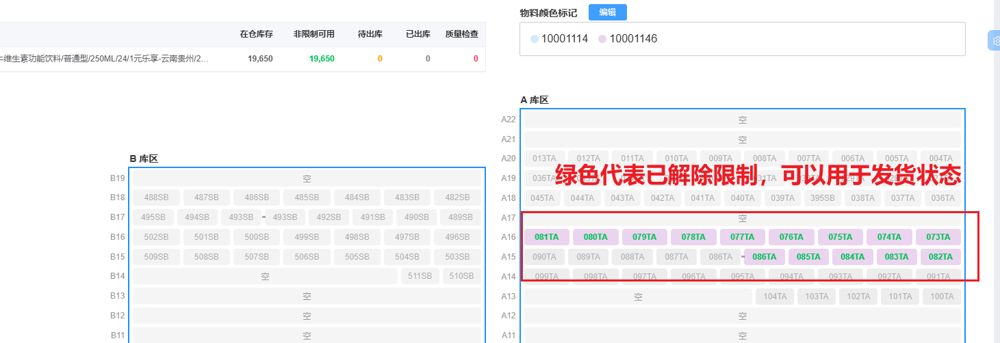 物料颜色标记 编辑
10001114 10001146
在仓库存 非限制可用 待出库 已出库 质量检查
维生素功能饮料/普通型/250ML/24/1元乐享-云南贵州/2... 19,650 19,650 0 0 0
A 库区
A22 空
A21 空
A20 013TA 012TA 011TA 010TA 009TA 008TA 007TA 006TA 005TA 004TA
绿色代表已解除限制，可以用于发货状态
A19 036TA
A18 045TA 044TA 043TA 042TA 041TA 040TA 039TA 395SB 038TA 037TA 036TA
A17 空
A16 081TA 080TA 079TA 078TA 077TA 076TA 075TA 074TA 073TA
A15 090TA 089TA 088TA 087TA 086TA 086TA 085TA 084TA 083TA 082TA
A14 099TA 098TA 097TA 096TA 095TA 094TA 093TA 092TA 091TA
A13 空 104TA 103TA 102TA 101TA 100TA
A12 空
A11 空
B 库区
B19 空
B18 488SB 487SB 486SB 485SB 484SB 483SB 482SB
B17 495SB 494SB 493SB 493SB 492SB 491SB 490SB 489SB
B16 502SB 501SB 500SB 499SB 498SB 497SB 496SB
B15 509SB 508SB 507SB 506SB 505SB 504SB 503SB
B14 空 511SB 510SB
B13 空
B12 空
B11 空